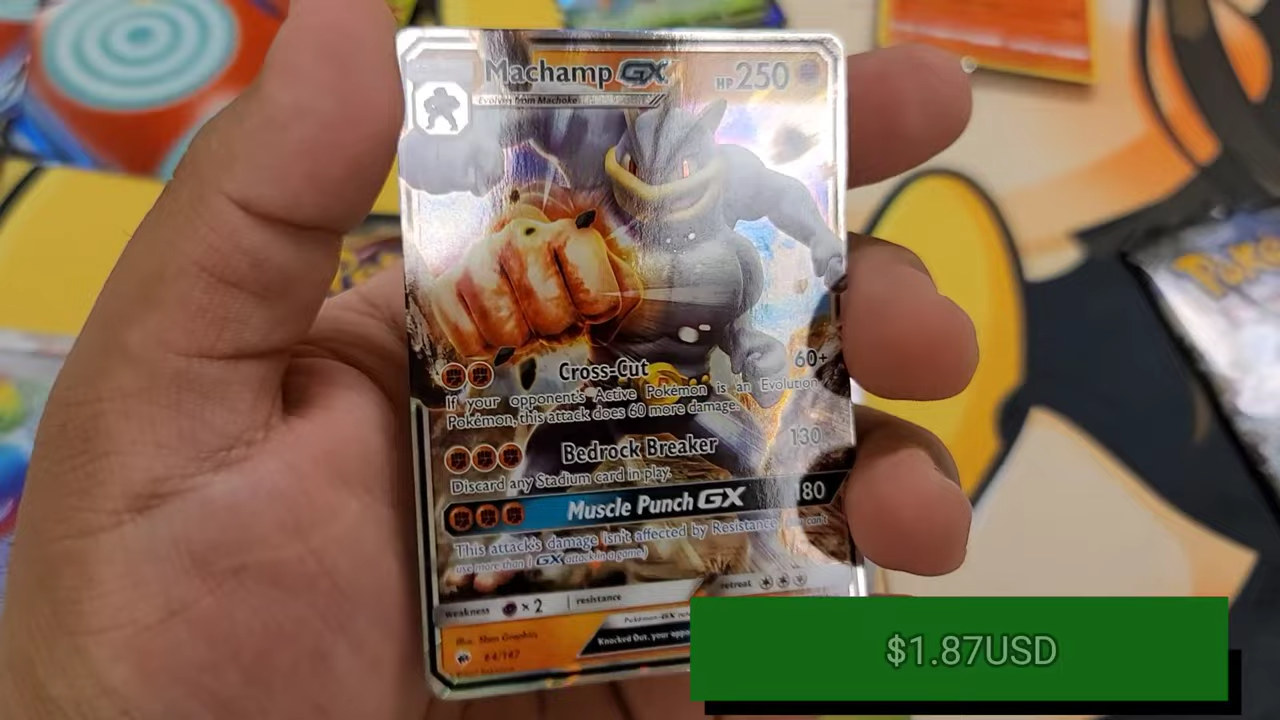 Machamp GX HP 250
Evolves from Machoke
Cross-Cut 60+
If your opponent's Active Pokémon is an Evolution
Pokémon, this attack does 60 more damage.
Bedrock Breaker 130
Discard any Stadium card in play.
Muscle Punch GX 180
This attack's damage isn't affected by Resistance. (You can't
use more than 1 GX attack in a game.)
weakness ×2 resistance retreat
Pokémon-GX
Knocked Out, your
64/147
$1.87USD